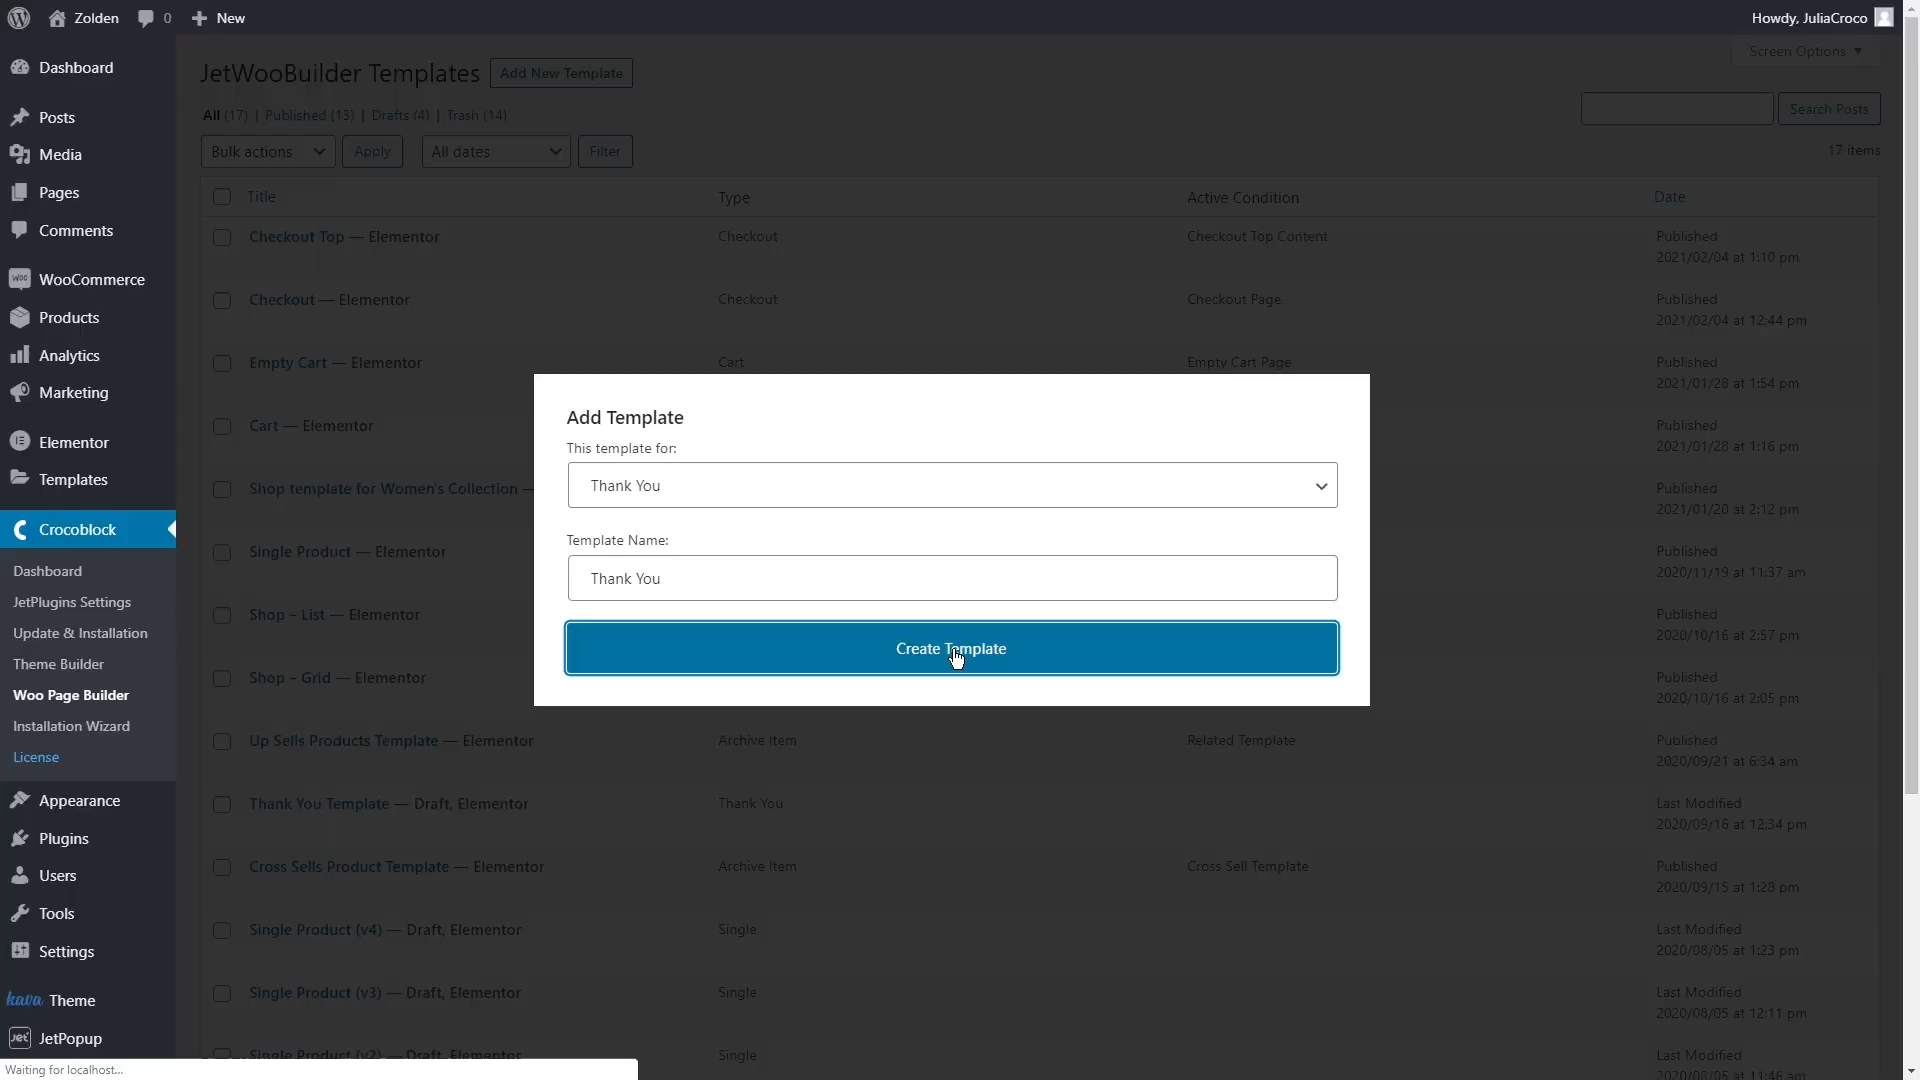 Zolden 0 New Howdy, JuliaCroco
Dashboard
Posts
Media
Pages
Comments
WooCommerce
Products
Analytics
Marketing
Elementor
Templates
Crocoblock
Dashboard
JetPlugins Settings
Update & Installation
Theme Builder
Woo Page Builder
Installation Wizard
License
Appearance
Plugins
Users
Tools
Settings
kava Theme
Jet JetPopup
Waiting for localhost...
Screen Options
JetWooBuilder Templates Add New Template
All (17) | Published (13) | Drafts (4) | Trash (14)
Search Posts
Bulk actions Apply All dates Filter 17 items
Title Type Active Condition Date
Checkout Top — Elementor Checkout Checkout Top Content Published
2021/02/04 at 1:10 pm
Checkout — Elementor Checkout Checkout Page Published
2021/02/04 at 12:44 pm
Empty Cart — Elementor Cart Empty Cart Page Published
2021/01/28 at 1:54 pm
Cart — Elementor Published
2021/01/28 at 1:16 pm
Shop template for Women's Collection — Published
2021/01/20 at 2:12 pm
Single Product — Elementor Published
2020/11/19 at 11:37 am
Shop – List — Elementor Published
2020/10/16 at 2:57 pm
Shop – Grid — Elementor Published
2020/10/16 at 2:05 pm
Up Sells Products Template — Elementor Archive Item Related Template Published
2020/09/21 at 6:34 am
Thank You Template — Draft, Elementor Thank You Last Modified
2020/09/16 at 12:34 pm
Cross Sells Product Template — Elementor Archive Item Cross Sell Template Published
2020/09/15 at 1:28 pm
Single Product (v4) — Draft, Elementor Single Last Modified
2020/08/05 at 1:23 pm
Single Product (v3) — Draft, Elementor Single Last Modified
2020/08/05 at 12:11 pm
Single Product (v2) — Draft, Elementor Single Last Modified
2020/08/05 at 11:46 am
Add Template
This template for:
Thank You
Template Name:
Thank You
Create Template